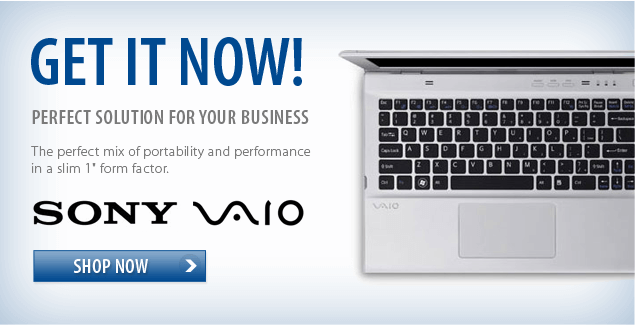 GET IT NOW!
PERFECT SOLUTION FOR YOUR BUSINESS
The perfect mix of portability and performance
in a slim 1" form factor.
SONY VAIO
SHOP NOW
VAIO